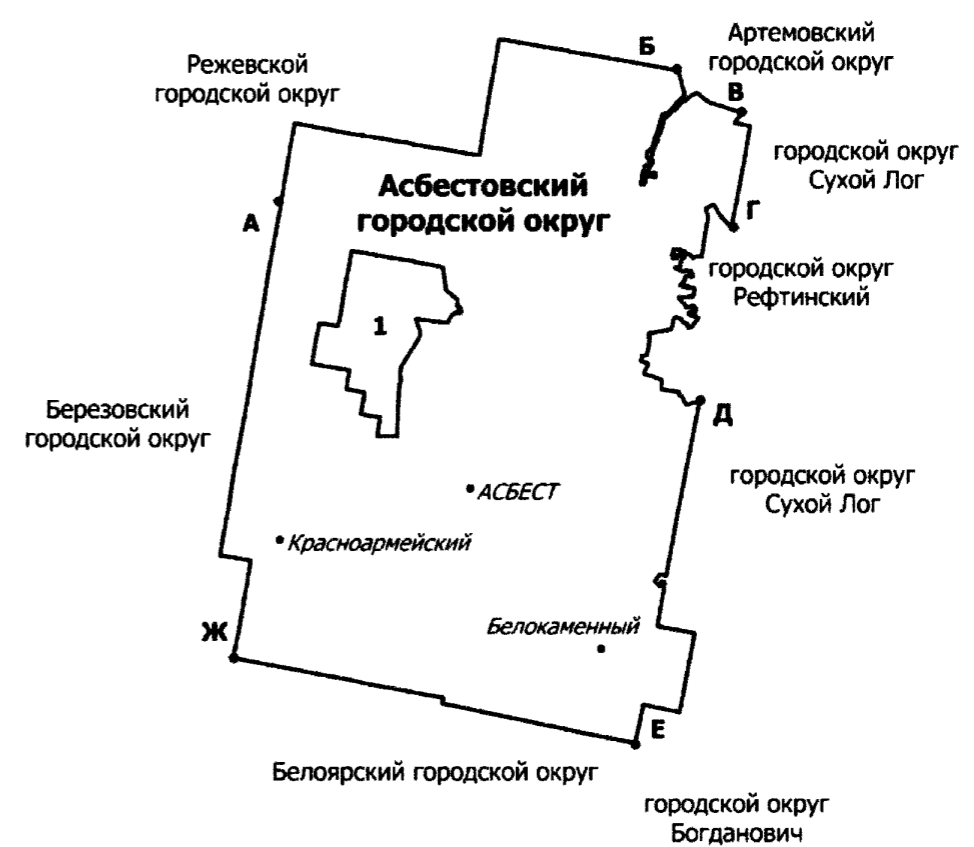 Артемовский
городской округ
Б
Режевской
городской округ
В
городской округ
Сухой Лог
Асбестовский
городской округ
А
Г
городской округ
Рефтинский
1
Березовский
городской округ
Д
городской округ
Сухой Лог
АСБЕСТ
Красноармейский
Белокаменный
Ж
Е
Белоярский городской округ
городской округ
Богданович